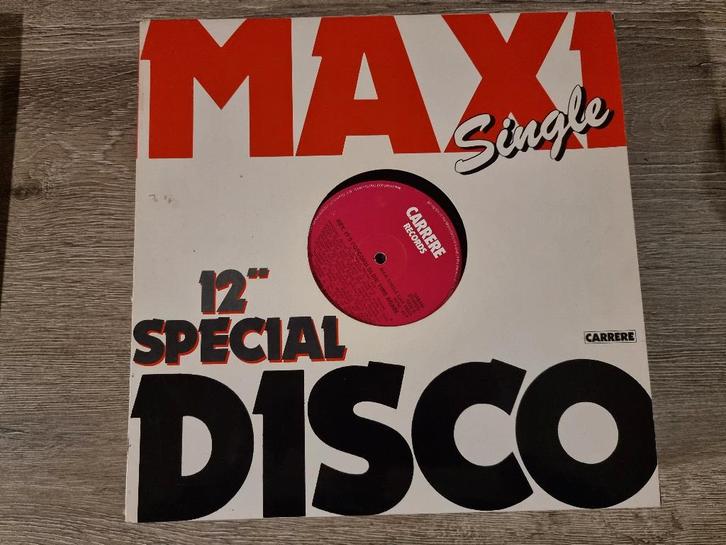 MAXI
Single
CARRERE
RECORDS
12"
SPECIAL
CARRERE
DISCO